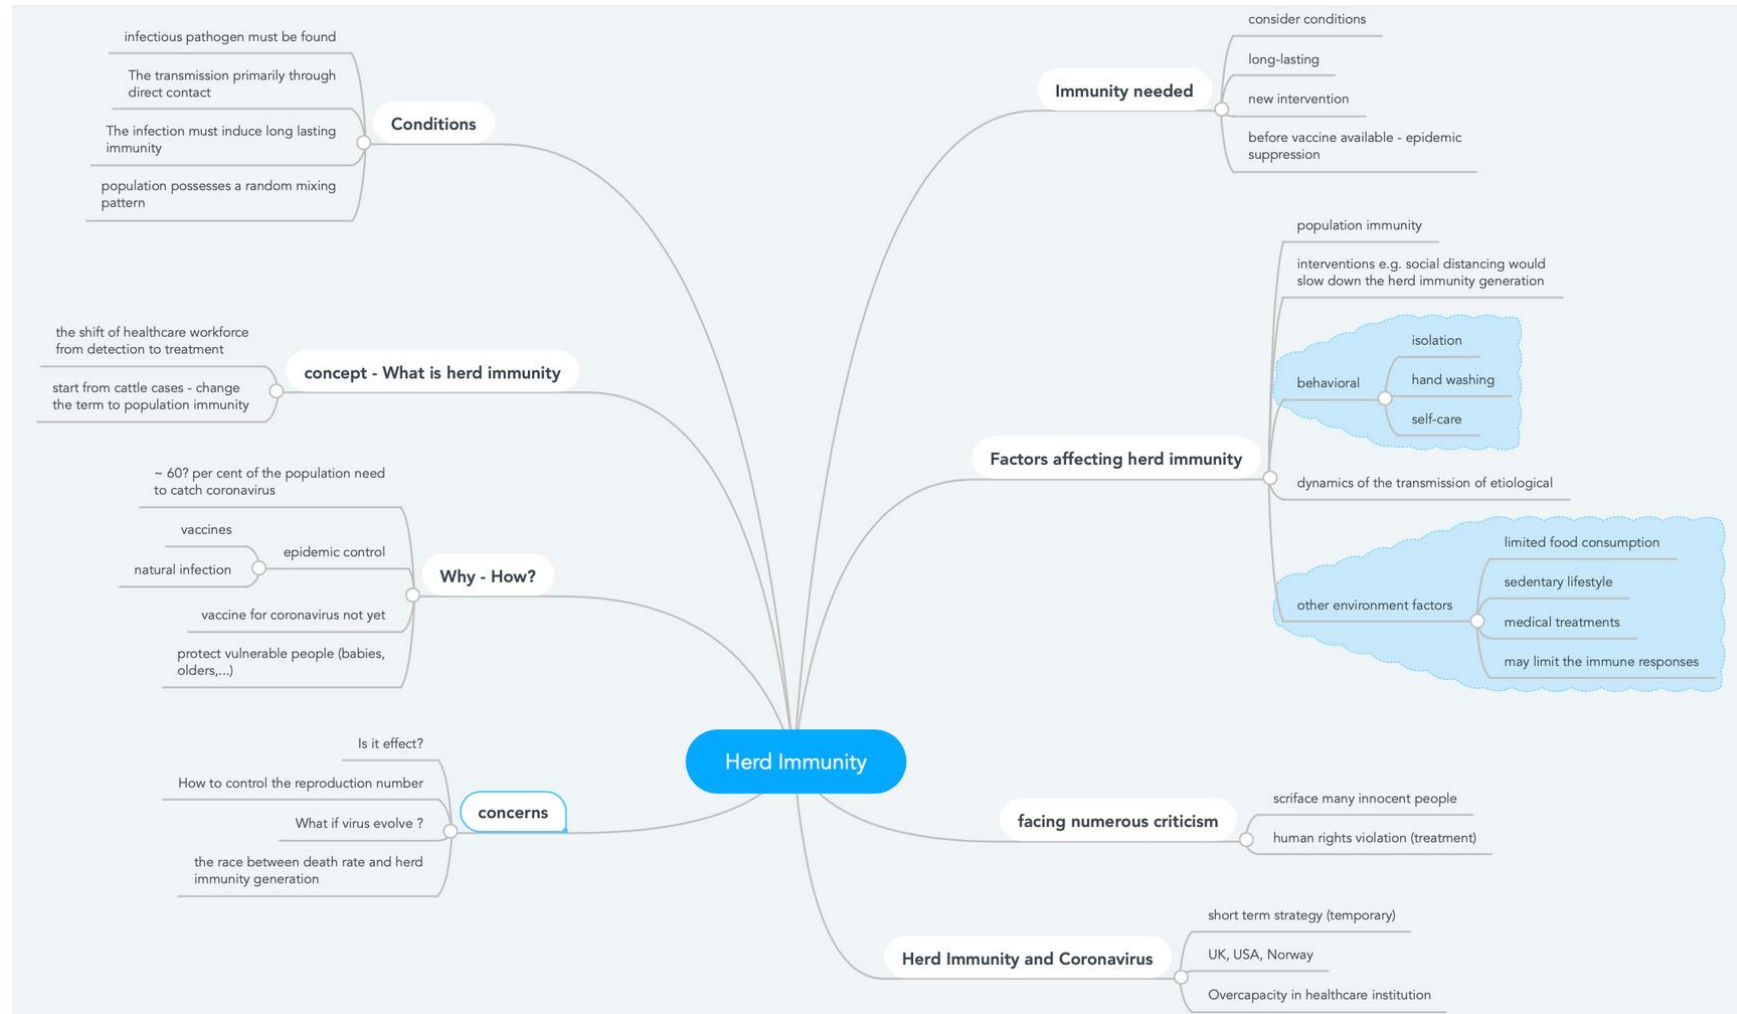 Herd Immunity
Conditions
infectious pathogen must be found
The transmission primarily through
direct contact
The infection must induce long lasting
immunity
population possesses a random mixing
pattern
concept - What is herd immunity
the shift of healthcare workforce
from detection to treatment
start from cattle cases - change
the term to population immunity
Why - How?
~ 60? per cent of the population need
to catch coronavirus
epidemic control
vaccines
natural infection
vaccine for coronavirus not yet
protect vulnerable people (babies,
olders,...)
concerns
Is it effect?
How to control the reproduction number
What if virus evolve ?
the race between death rate and herd
immunity generation
Immunity needed
consider conditions
long-lasting
new intervention
before vaccine available - epidemic
suppression
Factors affecting herd immunity
population immunity
interventions e.g. social distancing would
slow down the herd immunity generation
behavioral
isolation
hand washing
self-care
dynamics of the transmission of etiological
other environment factors
limited food consumption
sedentary lifestyle
medical treatments
may limit the immune responses
facing numerous criticism
scriface many innocent people
human rights violation (treatment)
Herd Immunity and Coronavirus
short term strategy (temporary)
UK, USA, Norway
Overcapacity in healthcare institution